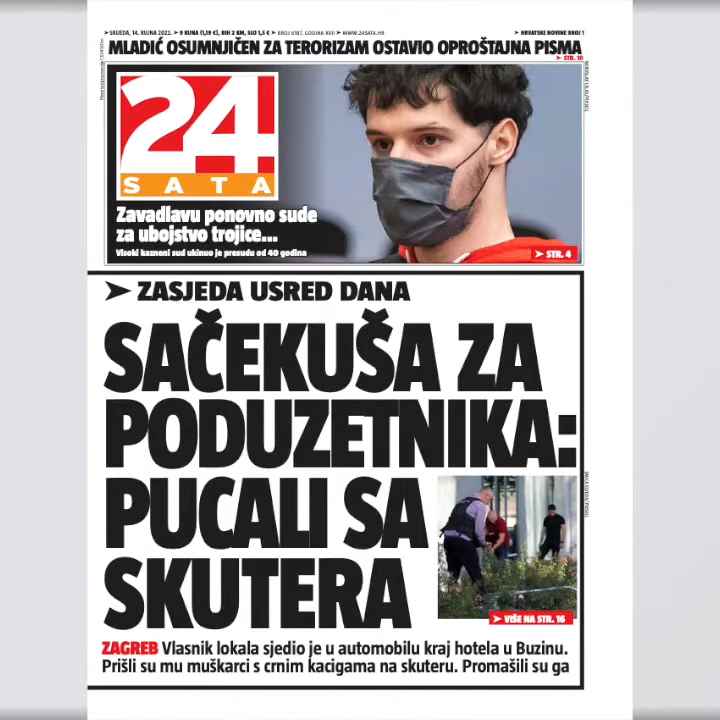 ➤ SRIJEDA, 14. RUJNA 2022. ➤ 9 KUNA (1,19 €), BIH 2 KM, SLO 1,5 € ➤ BROJ 6187, GODINA XVIII ➤ WWW.24SATA.HR ➤ HRVATSKE NOVINE BROJ 1
MLADIĆ OSUMNJIČEN ZA TERORIZAM OSTAVIO OPROŠTAJNA PISMA
➤ STR. 10
24
SATA
Zavadlavu ponovno sude
za ubojstvo trojice...
Visoki kazneni sud ukinuo je presudu od 40 godina
➤ STR. 4
➤ ZASJEDA USRED DANA
SAČEKUŠA ZA
PODUZETNIKA:
PUCALI SA
SKUTERA
➤ VIŠE NA STR. 16
ZAGREB Vlasnik lokala sjedio je u automobilu kraj hotela u Buzinu.
Prišli su mu muškarci s crnim kacigama na skuteru. Promašili su ga